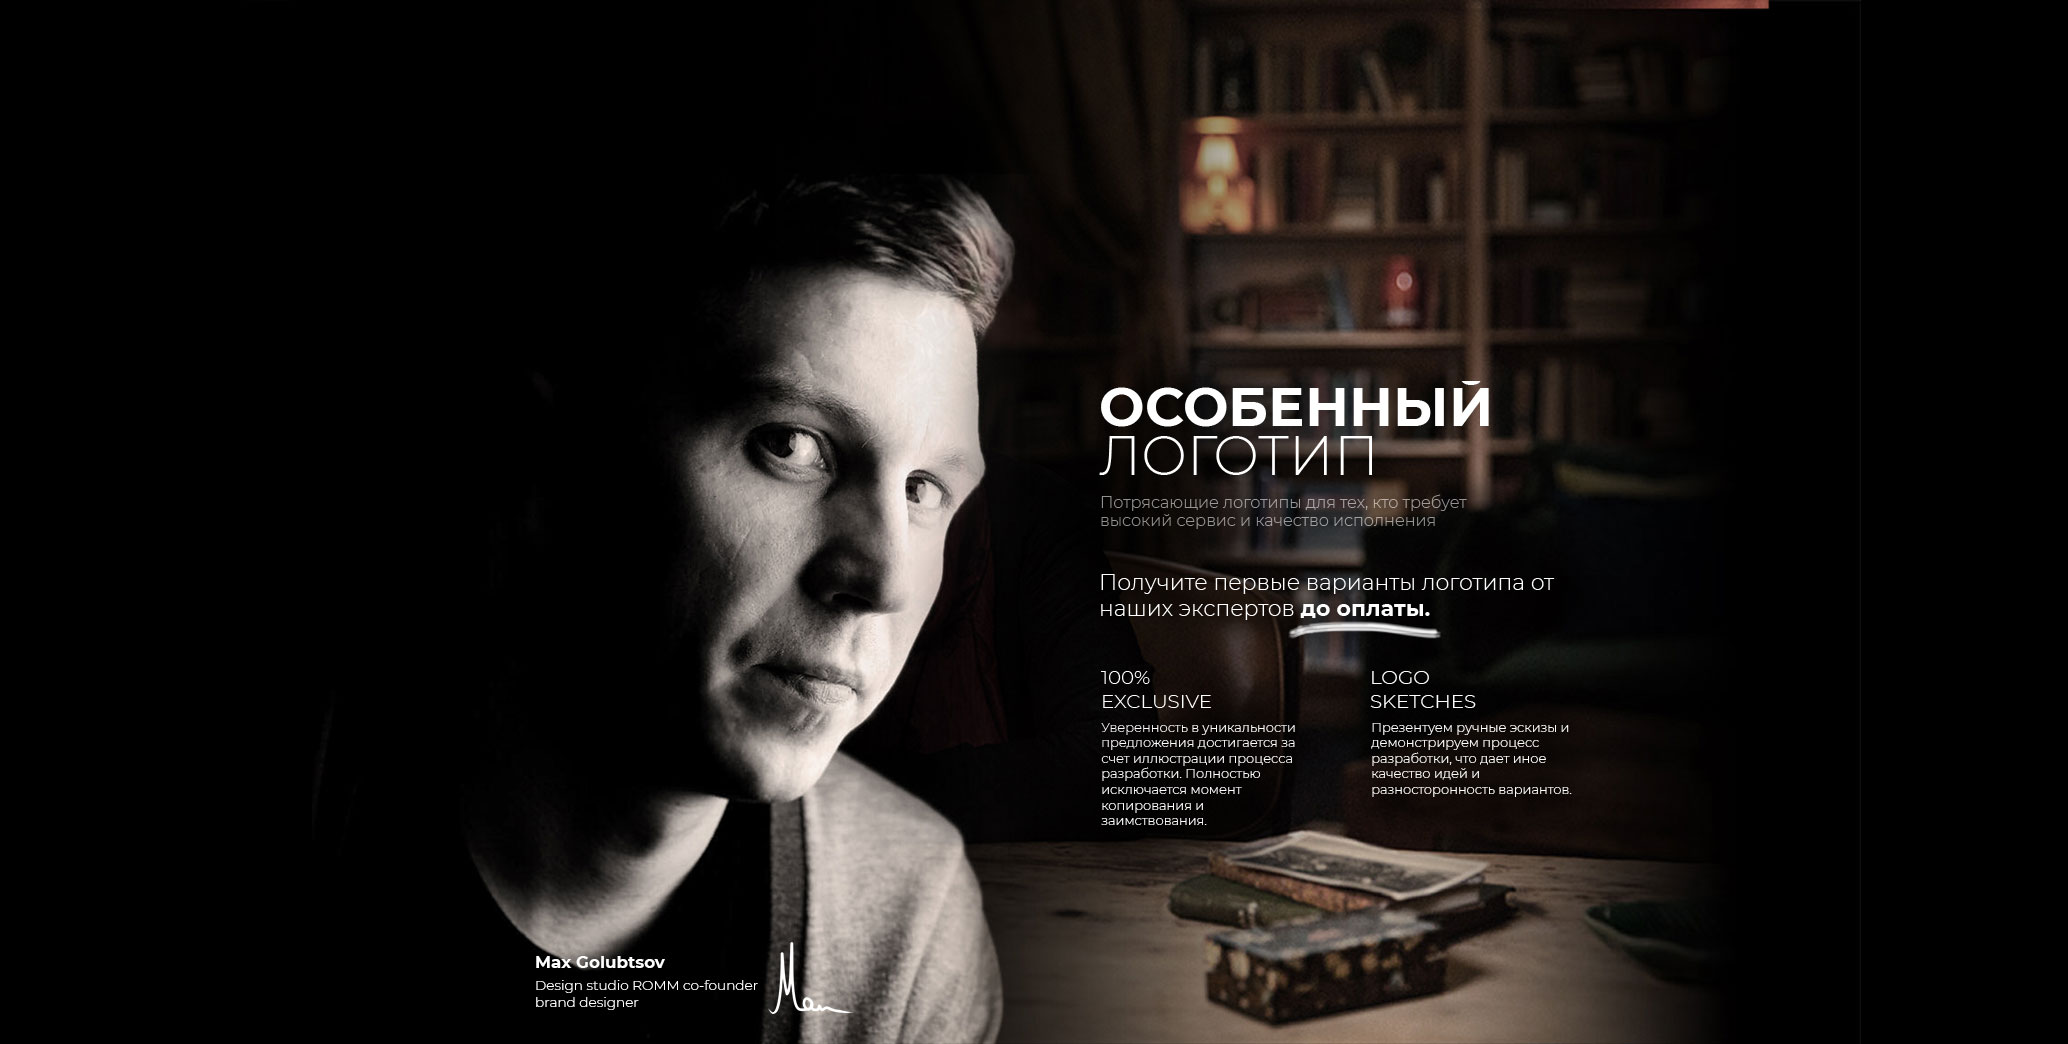 ОСОБЕННЫЙ
ЛОГОТИП
Потрясающие логотипы для тех, кто требует
высокий сервис и качество исполнения
Получите первые варианты логотипа от
наших экспертов до оплаты.
100%
EXCLUSIVE
Уверенность в уникальности
предложения достигается за
счет иллюстрации процесса
разработки. Полностью
исключается момент
копирования и
заимствования.
LOGO
SKETCHES
Презентуем ручные эскизы и
демонстрируем процесс
разработки, что дает иное
качество идей и
разносторонность вариантов.
Max Golubtsov
Design studio ROMM co-founder
brand designer